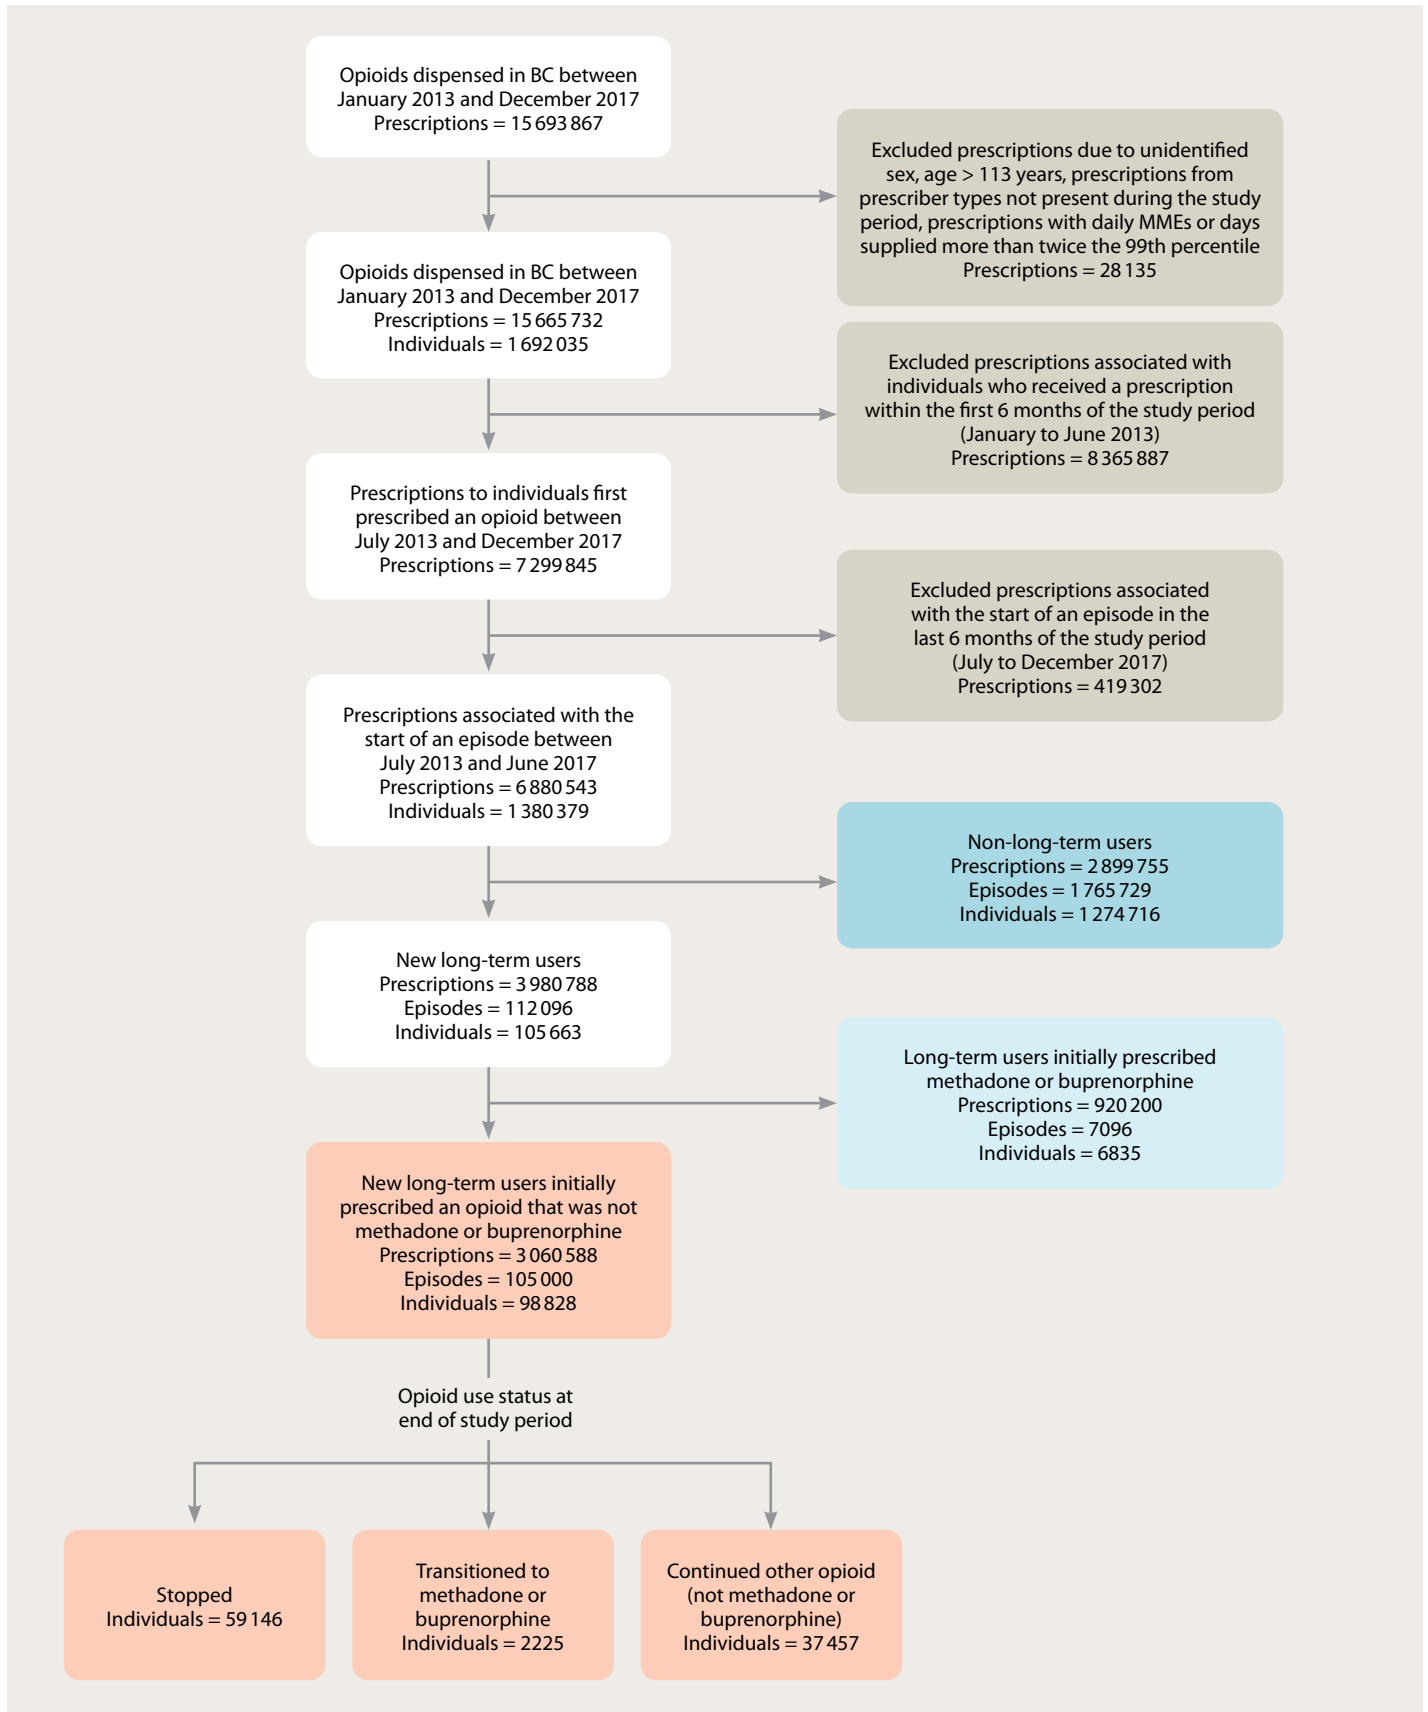 Opioids dispensed in BC between
January 2013 and December 2017
Prescriptions = 15 693 867
Excluded prescriptions due to unidentified
sex, age > 113 years, prescriptions from
prescriber types not present during the study
period, prescriptions with daily MMEs or days
supplied more than twice the 99th percentile
Prescriptions = 28 135
Opioids dispensed in BC between
January 2013 and December 2017
Prescriptions = 15 665 732
Individuals = 1 692 035
Excluded prescriptions associated with
individuals who received a prescription
within the first 6 months of the study period
(January to June 2013)
Prescriptions = 8 365 887
Prescriptions to individuals first
prescribed an opioid between
July 2013 and December 2017
Prescriptions = 7 299 845
Excluded prescriptions associated
with the start of an episode in the
last 6 months of the study period
(July to December 2017)
Prescriptions = 419 302
Prescriptions associated with the
start of an episode between
July 2013 and June 2017
Prescriptions = 6 880 543
Individuals = 1 380 379
Non-long-term users
Prescriptions = 2 899 755
Episodes = 1 765 729
Individuals = 1 274 716
New long-term users
Prescriptions = 3 980 788
Episodes = 112 096
Individuals = 105 663
Long-term users initially prescribed
methadone or buprenorphine
Prescriptions = 920 200
Episodes = 7096
Individuals = 6835
New long-term users initially
prescribed an opioid that was not
methadone or buprenorphine
Prescriptions = 3 060 588
Episodes = 105 000
Individuals = 98 828
Opioid use status at
end of study period
Stopped
Individuals = 59 146
Transitioned to
methadone or
buprenorphine
Individuals = 2225
Continued other opioid
(not methadone or
buprenorphine)
Individuals = 37 457